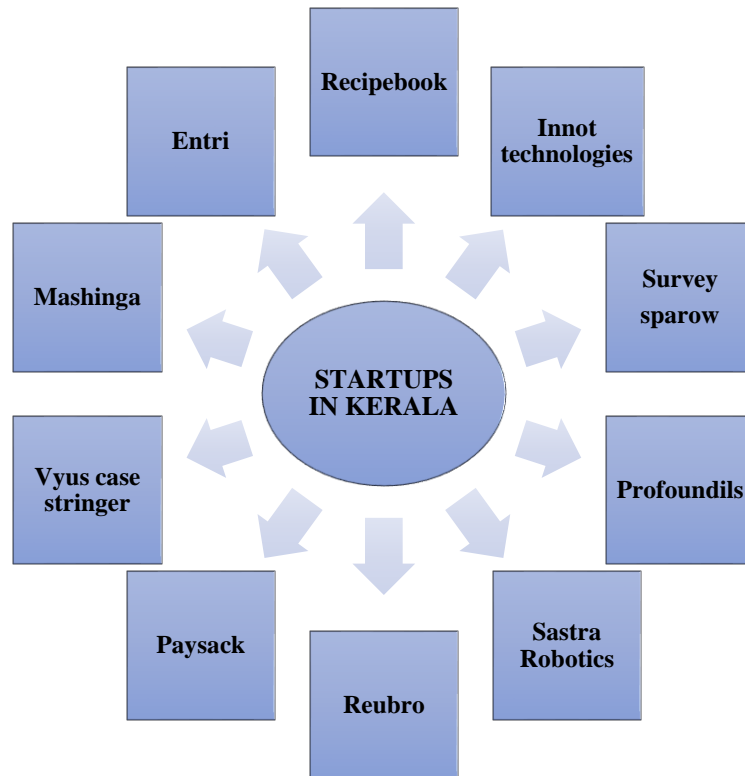 Recipebook
Innot
technologies
Survey
sparow
Profoundils
Sastra
Robotics
Reubro
Paysack
Vyus case
stringer
Mashinga
Entri
STARTUPS
IN KERALA